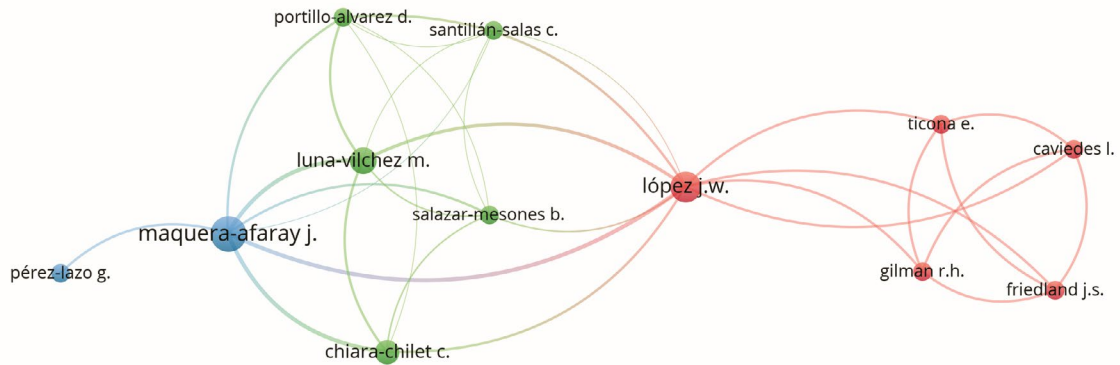 portillo-alvarez d.
santillán-salas c.
ticona e.
caviedes l.
luna-vilchez m.
lópez j.w.
salazar-mesones b.
maquera-afaray j.
pérez-lazo g.
gilman r.h.
friedland j.s.
chiara-chilet c.